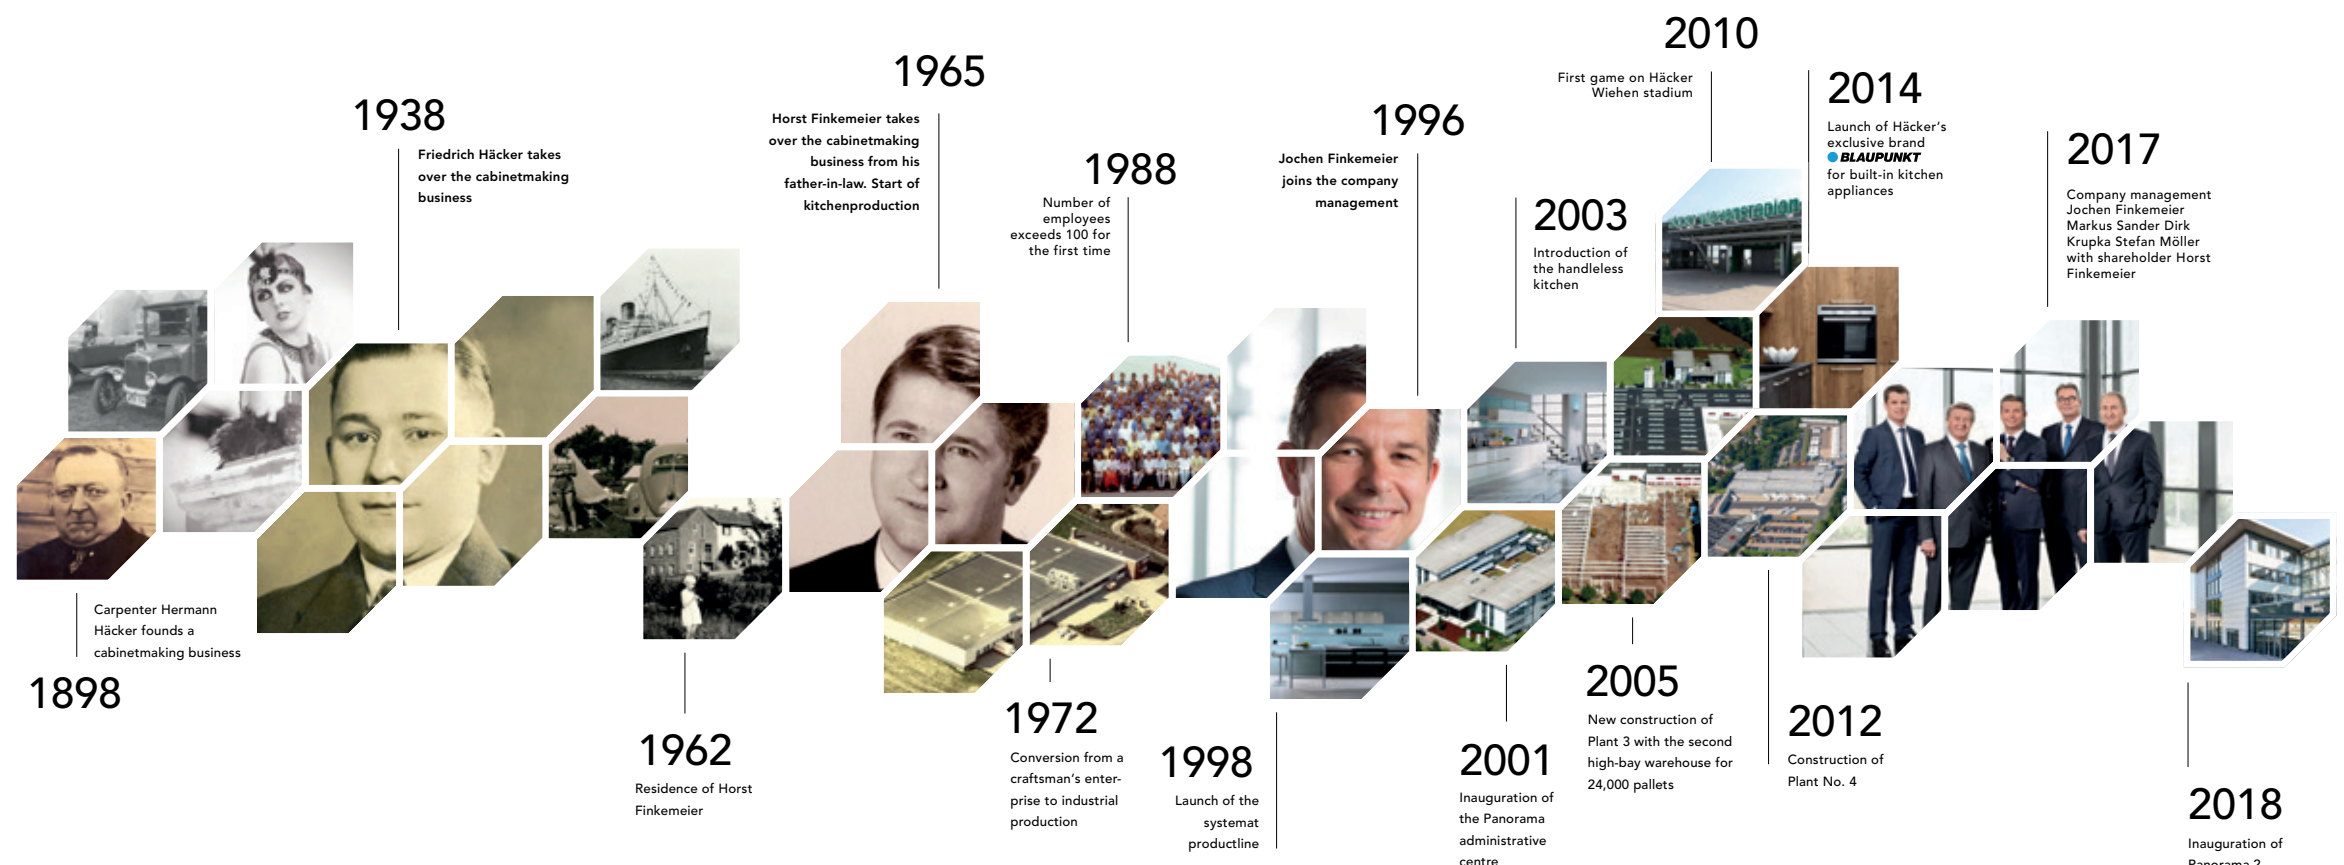 1898
Carpenter Hermann
Häcker founds a
cabinetmaking business
1938
Friedrich Häcker takes
over the cabinetmaking
business
1962
Residence of Horst
Finkemeier
1965
Horst Finkemeier takes
over the cabinetmaking
business from his
father-in-law. Start of
kitchenproduction
1972
Conversion from a
craftsman‘s enter-
prise to industrial
production
1988
Number of
employees
exceeds 100 for
the first time
1996
Jochen Finkemeier
joins the company
management
1998
Launch of the
systemat
productline
2001
Inauguration of
the Panorama
administrative
centre
2003
Introduction of
the handleless
kitchen
2005
New construction of
Plant 3 with the second
high-bay warehouse for
24,000 pallets
2010
First game on Häcker
Wiehen stadium
2012
Construction of
Plant No. 4
2014
Launch of Häcker‘s
exclusive brand
BLAUPUNKT
for built-in kitchen
appliances
2017
Company management
Jochen Finkemeier
Markus Sander Dirk
Krupka Stefan Möller
with shareholder Horst
Finkemeier
2018
Inauguration of
Panorama 2